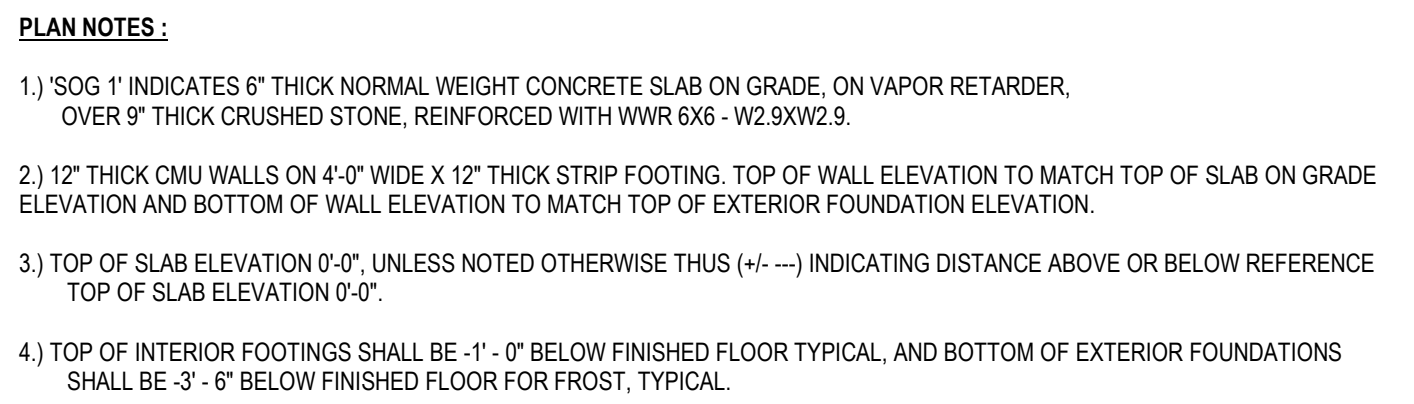 PLAN NOTES :
1.) 'SOG 1' INDICATES 6" THICK NORMAL WEIGHT CONCRETE SLAB ON GRADE, ON VAPOR RETARDER,
OVER 9" THICK CRUSHED STONE, REINFORCED WITH WWR 6X6 - W2.9XW2.9.
2.) 12" THICK CMU WALLS ON 4'-0" WIDE X 12" THICK STRIP FOOTING. TOP OF WALL ELEVATION TO MATCH TOP OF SLAB ON GRADE
ELEVATION AND BOTTOM OF WALL ELEVATION TO MATCH TOP OF EXTERIOR FOUNDATION ELEVATION.
3.) TOP OF SLAB ELEVATION 0'-0", UNLESS NOTED OTHERWISE THUS (+/- ---) INDICATING DISTANCE ABOVE OR BELOW REFERENCE
TOP OF SLAB ELEVATION 0'-0".
4.) TOP OF INTERIOR FOOTINGS SHALL BE -1' - 0" BELOW FINISHED FLOOR TYPICAL, AND BOTTOM OF EXTERIOR FOUNDATIONS
SHALL BE -3' - 6" BELOW FINISHED FLOOR FOR FROST, TYPICAL.